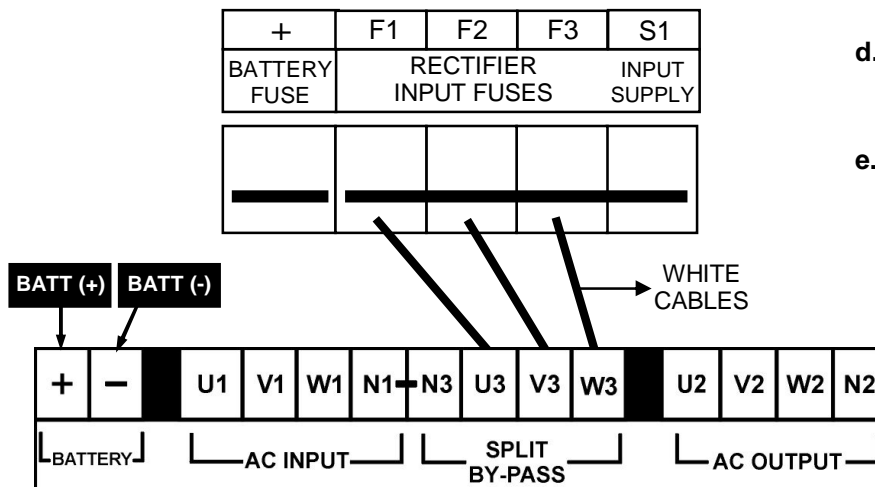 + F1 F2 F3 S1
BATTERY FUSE
RECTIFIER INPUT FUSES
INPUT SUPPLY
d.
e.
BATT (+) BATT (-)
WHITE
CABLES
+ − U1 V1 W1 N1 N3 U3 V3 W3 U2 V2 W2 N2
BATTERY AC INPUT SPLIT BY-PASS AC OUTPUT